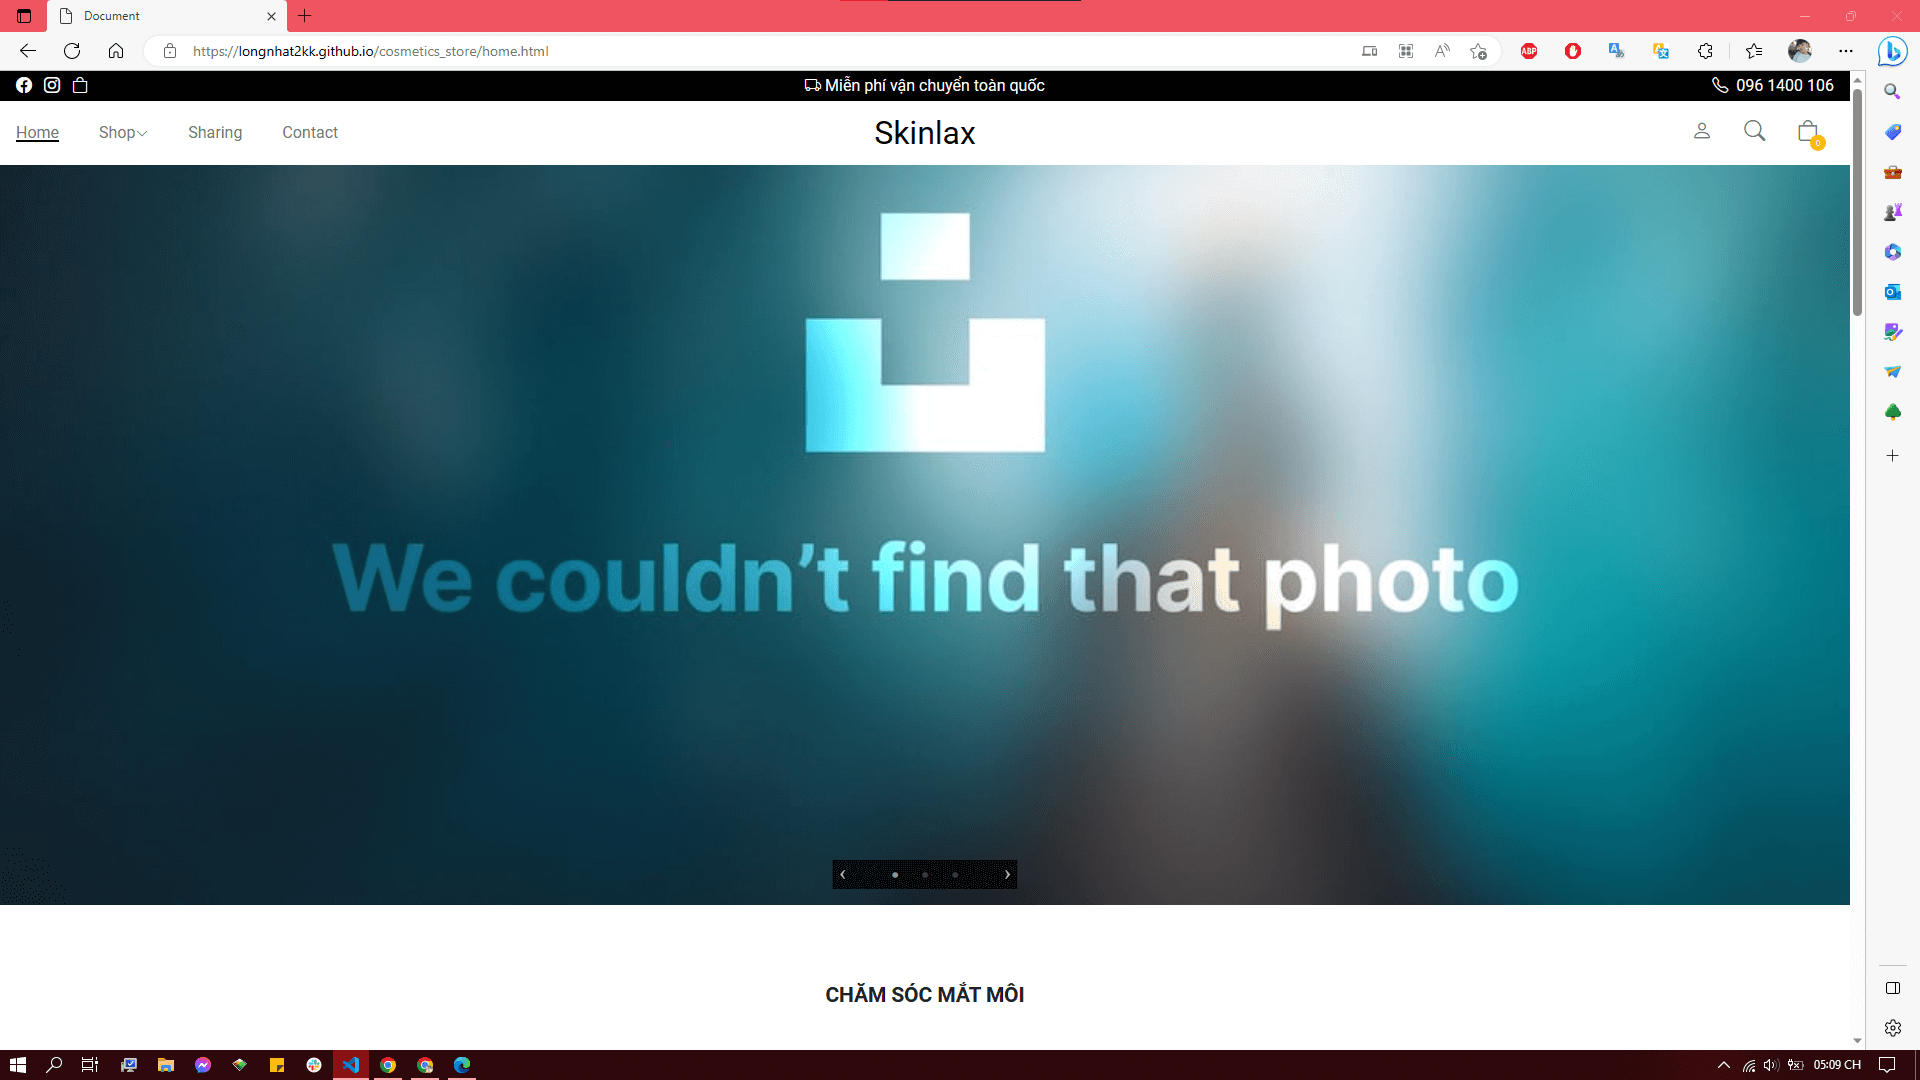 Document
https://longnhat2kk.github.io/cosmetics_store/home.html
ABP
Miễn phí vận chuyển toàn quốc
096 1400 106
Home
Shop
Sharing
Contact
Skinlax
0
We couldn't find that photo
CHĂM SÓC MẮT MÔI
05:09 CH